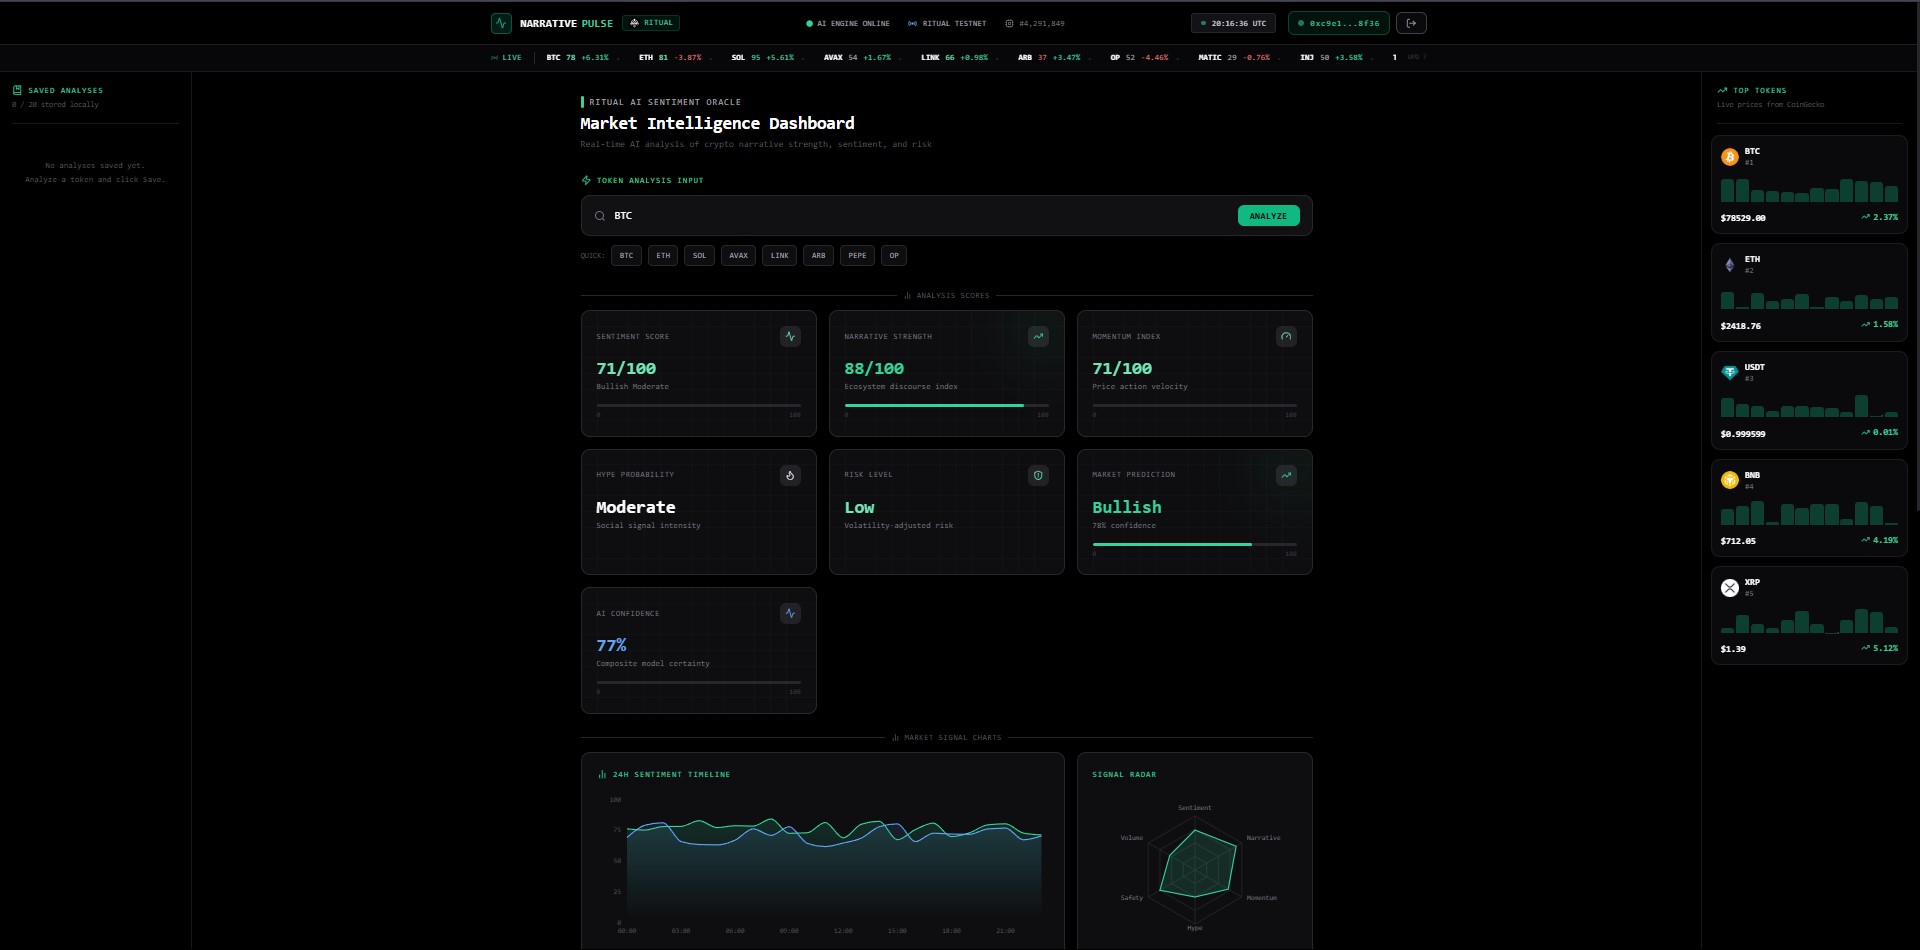 NARRATIVE PULSE RITUAL AI ENGINE ONLINE RITUAL TESTNET #4,291,849 20:16:36 UTC 0xc9e1...8f36
LIVE BTC 78 +6.31% ETH 81 -3.87% SOL 95 +5.61% AVAX 54 +1.67% LINK 66 +0.98% ARB 37 +3.47% OP 52 -4.46% MATIC 29 -0.76% INJ 50 +3.58%
SAVED ANALYSES
0 / 20 stored locally
No analyses saved yet.
Analyze a token and click Save.
RITUAL AI SENTIMENT ORACLE
Market Intelligence Dashboard
Real-time AI analysis of crypto narrative strength, sentiment, and risk
TOKEN ANALYSIS INPUT
BTC ANALYZE
QUICK: BTC ETH SOL AVAX LINK ARB PEPE OP
ANALYSIS SCORES
SENTIMENT SCORE
71/100
Bullish Moderate
0 100
NARRATIVE STRENGTH
88/100
Ecosystem discourse index
0 100
MOMENTUM INDEX
71/100
Price action velocity
0 100
HYPE PROBABILITY
Moderate
Social signal intensity
RISK LEVEL
Low
Volatility-adjusted risk
MARKET PREDICTION
Bullish
78% confidence
0 100
AI CONFIDENCE
77%
Composite model certainty
0 100
MARKET SIGNAL CHARTS
24H SENTIMENT TIMELINE
100
75
50
25
0
00:00 03:00 06:00 09:00 12:00 15:00 18:00 21:00
SIGNAL RADAR
Sentiment
Volume Narrative
Safety Momentum
Hype
TOP TOKENS
Live prices from CoinGecko
BTC
#1
$78529.00 2.37%
ETH
#2
$2418.76 1.58%
USDT
#3
$0.999599 0.01%
BNB
#4
$712.05 4.19%
XRP
#5
$1.39 5.12%